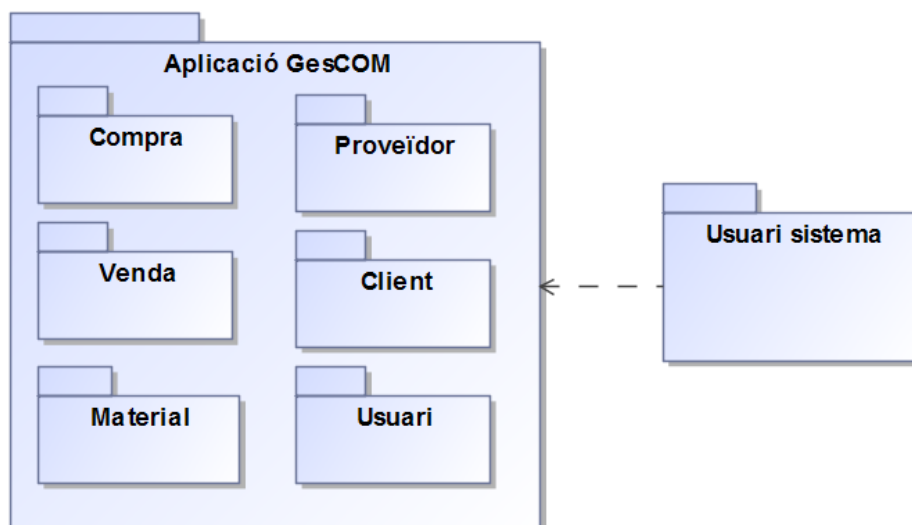 Aplicació GesCOM
Compra
Proveïdor
Venda
Client
Material
Usuari
Usuari sistema